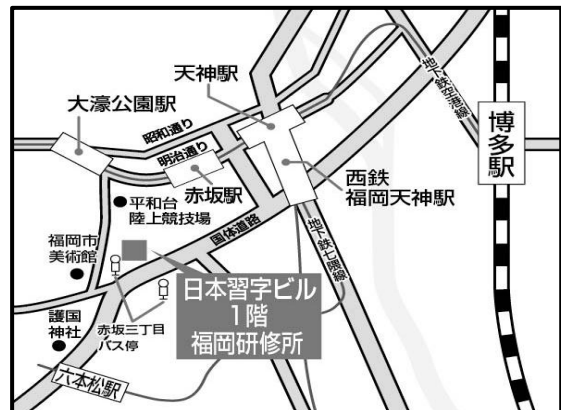 天神駅
大濠公園駅
昭和通り
明治通り
地下鉄空港線
博多駅
赤坂駅
西鉄
福岡天神駅
平和台
陸上競技場
国体道路
地下鉄七隈線
福岡市
美術館
日本習字ビル
1階
福岡研修所
護国
神社
赤坂三丁目
バス停
六本松駅